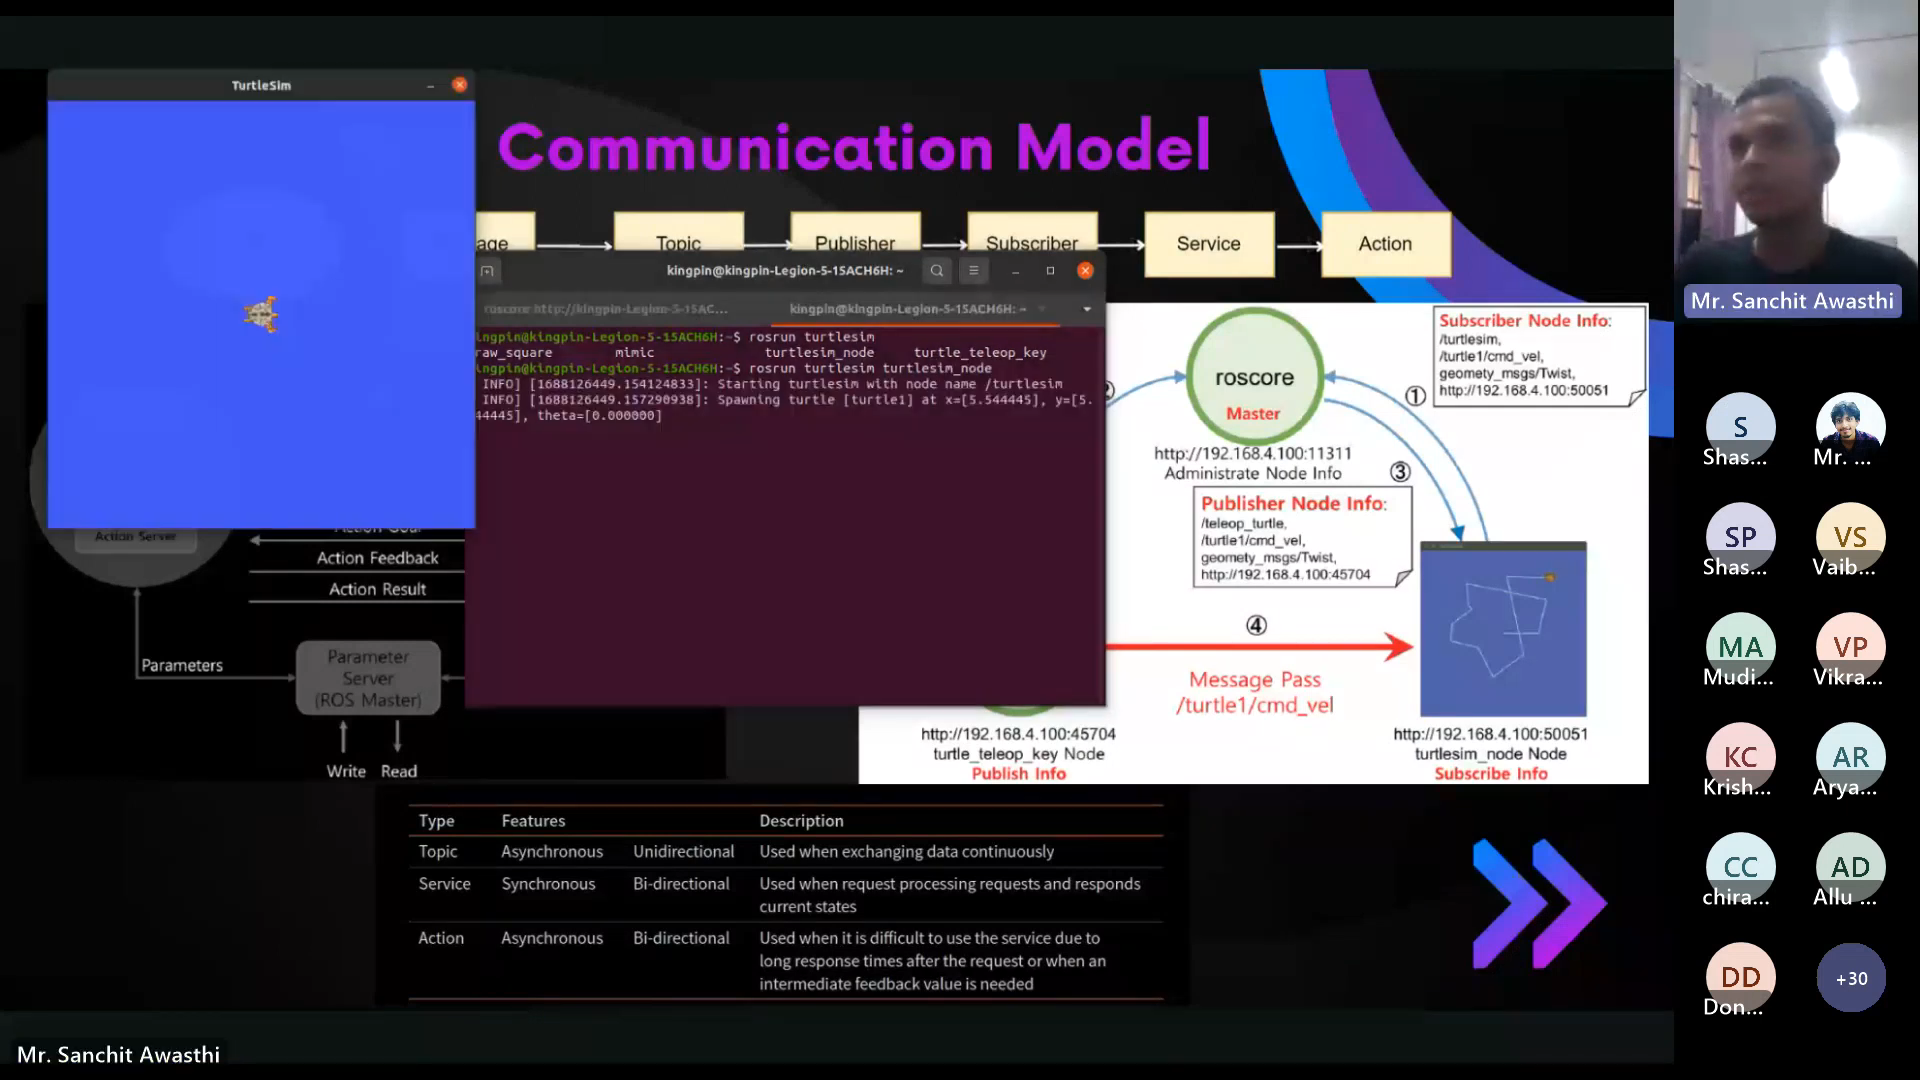 TurtleSim
Communication Model
age
Topic
Publisher
Subscriber
Service
Action
kingpin@kingpin-Legion-5-15ACH6H: ~
roscore http://kingpin-Legion-5-15AC...
kingpin@kingpin-Legion-5-15ACH6H: ~
ingpin@kingpin-Legion-5-15ACH6H:~$ rosrun turtlesim
raw_square mimic turtlesim_node turtle_teleop_key
ingpin@kingpin-Legion-5-15ACH6H:~$ rosrun turtlesim turtlesim_node
INFO] [1688126449.154124833]: Starting turtlesim with node name /turtlesim
INFO] [1688126449.157290938]: Spawning turtle [turtle1] at x=[5.544445], y=[5.
44445], theta=[0.000000]
Action Server
Action Goal
Action Feedback
Action Result
Parameters
Parameter
Server
(ROS Master)
Write Read
roscore
Master
http://192.168.4.100:11311
Administrate Node Info
①
Subscriber Node Info:
/turtlesim,
/turtle1/cmd_vel,
geometry_msgs/Twist,
http://192.168.4.100:50051
③
Publisher Node Info:
/teleop_turtle,
/turtle1/cmd_vel,
geomety_msgs/Twist,
http://192.168.4.100:45704
④
Message Pass
/turtle1/cmd_vel
http://192.168.4.100:45704
turtle_teleop_key Node
Publish Info
http://192.168.4.100:50051
turtlesim_node Node
Subscribe Info
Type Features Description
Topic Asynchronous Unidirectional Used when exchanging data continuously
Service Synchronous Bi-directional Used when request processing requests and responds
current states
Action Asynchronous Bi-directional Used when it is difficult to use the service due to
long response times after the request or when an
intermediate feedback value is needed
Mr. Sanchit Awasthi
Mr. Sanchit Awasthi
S
Shas...
Mr. ...
SP
Shas...
VS
Vaib...
MA
Mudi...
VP
Vikra...
KC
Krish...
AR
Arya...
CC
chira...
AD
Allu ...
DD
Don...
+30